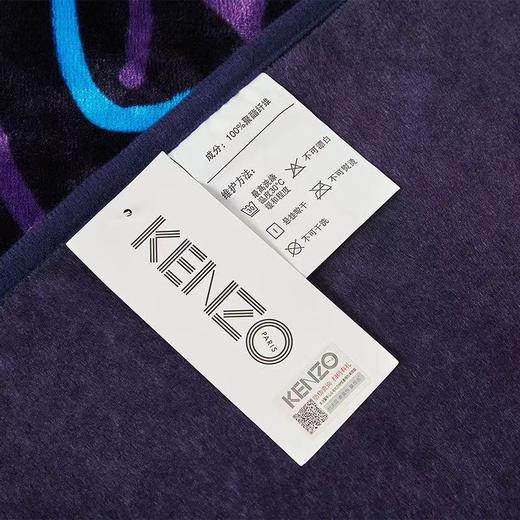 成分：100%聚酯纤维
维护方法：
最高洗涤
温度30℃
缓和程度
30
不可漂白
悬挂晾干
不可熨烫
不可干洗
KENZO
PARIS
KENZO